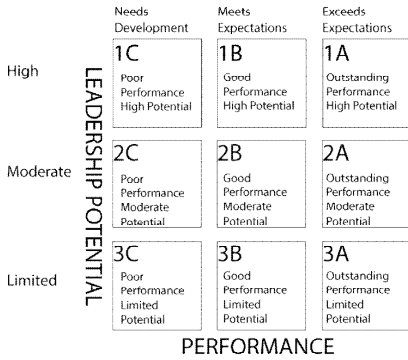 Needs
Development
Meets
Expectations
Exceeds
Expectations
High
LEADERSHIP POTENTIAL
1C
Poor
Performance
High Potential
1B
Good
Performance
High Potential
1A
Outstanding
Performance
High Potential
Moderate
2C
Poor
Performance
Moderate
Potential
2B
Good
Performance
Moderate
Potential
2A
Outstanding
Performance
Moderate
Potential
Limited
3C
Poor
Performance
Limited
Potential
3B
Good
Performance
Limited
Potential
3A
Outstanding
Performance
Limited
Potential
PERFORMANCE